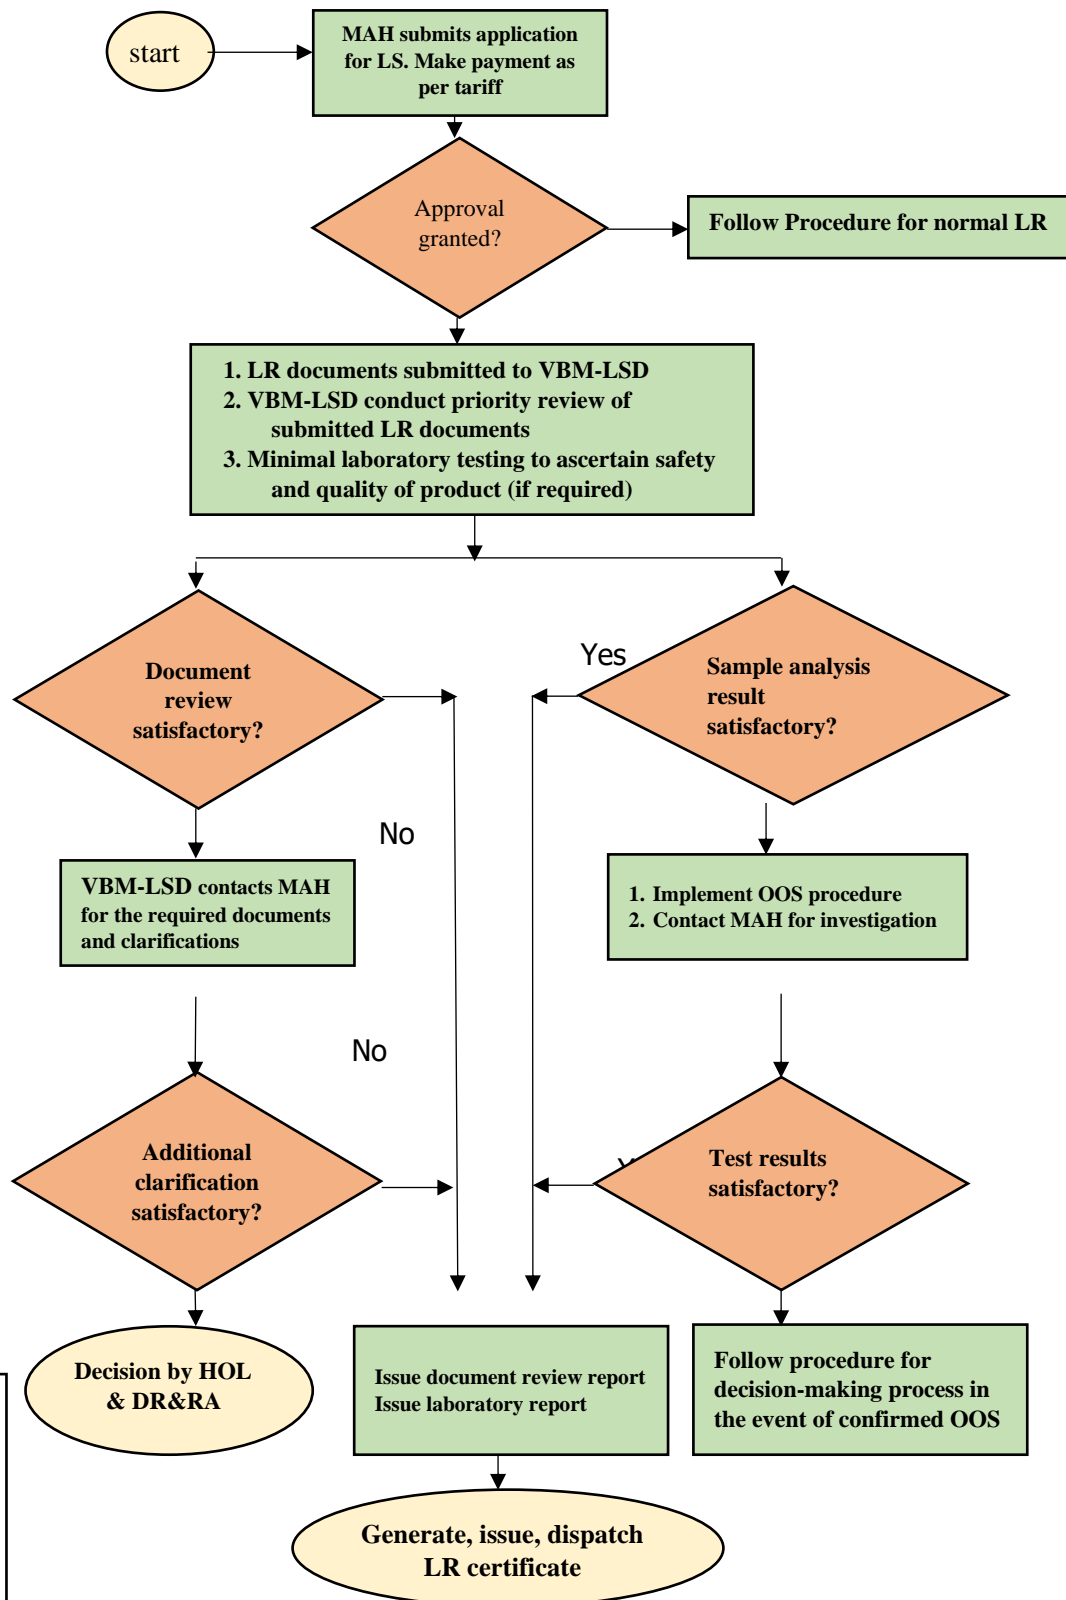 start
MAH submits application
for LS. Make payment as
per tariff
Approval
granted?
Follow Procedure for normal LR
1. LR documents submitted to VBM-LSD
2. VBM-LSD conduct priority review of
submitted LR documents
3. Minimal laboratory testing to ascertain safety
and quality of product (if required)
Document
review
satisfactory?
Yes
Sample analysis
result
satisfactory?
No
VBM-LSD contacts MAH
for the required documents
and clarifications
1. Implement OOS procedure
2. Contact MAH for investigation
No
Additional
clarification
satisfactory?
Test results
satisfactory?
Decision by HOL
& DR&RA
Issue document review report
Issue laboratory report
Follow procedure for
decision-making process in
the event of confirmed OOS
Generate, issue, dispatch
LR certificate